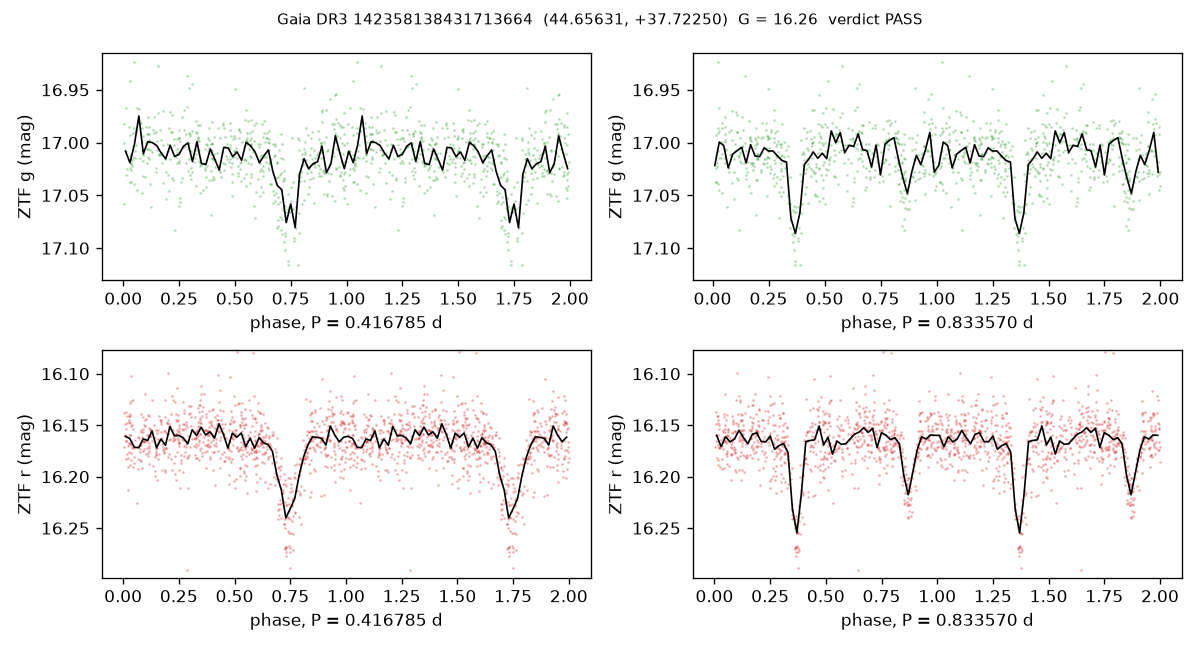 Gaia DR3 142358138431713664  (44.65631, +37.72250)  G = 16.26  verdict PASS
ZTF g (mag)
16.95
17.00
17.05
17.10
0.00 0.25 0.50 0.75 1.00 1.25 1.50 1.75 2.00
phase, P = 0.416785 d
ZTF g (mag)
16.95
17.00
17.05
17.10
0.00 0.25 0.50 0.75 1.00 1.25 1.50 1.75 2.00
phase, P = 0.833570 d
ZTF r (mag)
16.10
16.15
16.20
16.25
0.00 0.25 0.50 0.75 1.00 1.25 1.50 1.75 2.00
phase, P = 0.416785 d
ZTF r (mag)
16.10
16.15
16.20
16.25
0.00 0.25 0.50 0.75 1.00 1.25 1.50 1.75 2.00
phase, P = 0.833570 d